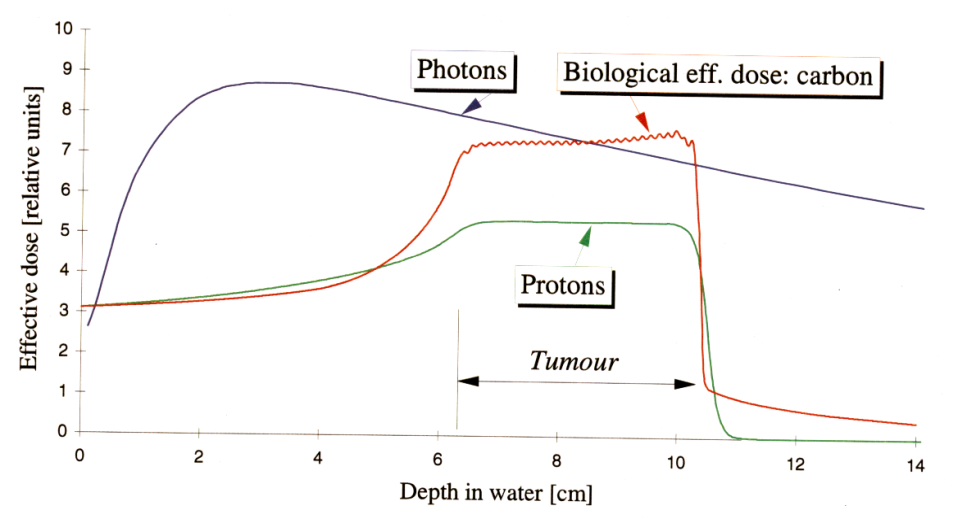 10
9
8
7
6
5
4
3
2
1
0
Effective dose [relative units]
Photons
Biological eff. dose: carbon
Protons
Tumour
0 2 4 6 8 10 12 14
Depth in water [cm]